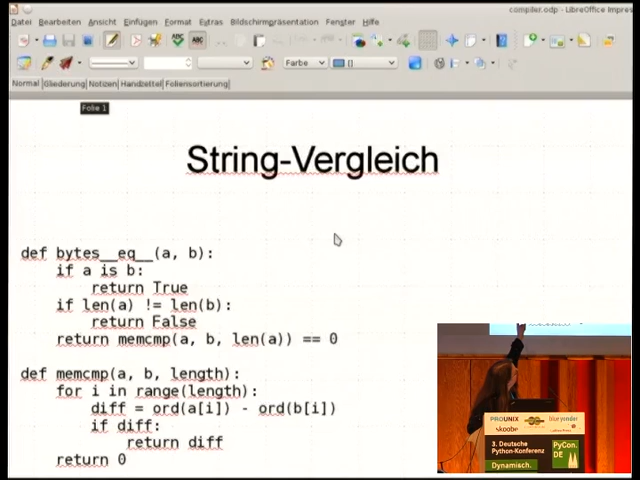 compiler.odp - LibreOffice Impres
Datei Bearbeiten Ansicht Einfügen Format Extras Bildschirmpräsentation Fenster Hilfe
Farbe
Normal Gliederung Notizen Handzettel Foliensortierung
Folie 1
String-Vergleich
def bytes__eq__(a, b):
    if a is b:
        return True
    if len(a) != len(b):
        return False
    return memcmp(a, b, len(a)) == 0
def memcmp(a, b, length):
    for i in range(length):
        diff = ord(a[i]) - ord(b[i])
        if diff:
            return diff
    return 0
PROUNIX
skoobe
blue yonder
3. Deutsche
Python-Konferenz
PyCon.
DE
Dynamisch.